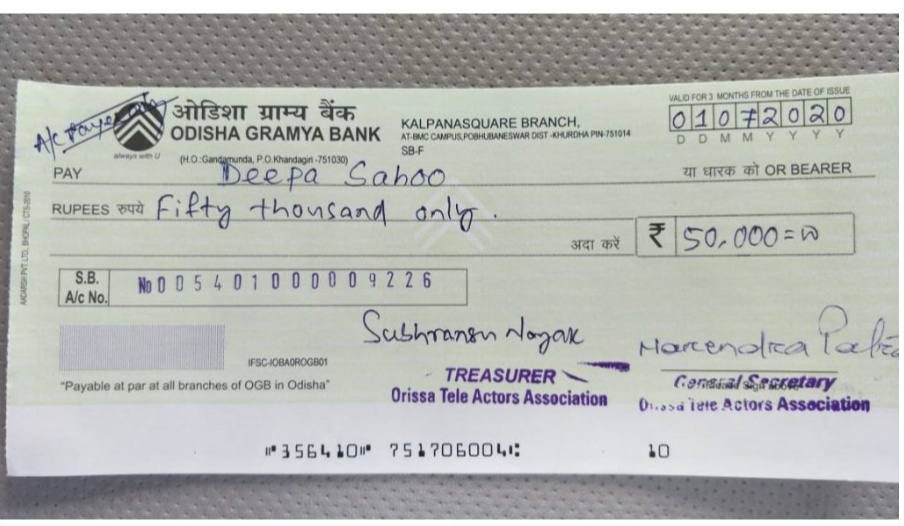 A/c Payee
ओडिशा ग्राम्य बैंक
ODISHA GRAMYA BANK
always with U
(H.O.:Gandamunda, P.O.Khandagiri -751030)
KALPANASQUARE BRANCH,
AT-BMC CAMPUS,POBHUBANESWAR DIST -KHURDHA PIN-751014
SB-F
VALID FOR 3 MONTHS FROM THE DATE OF ISSUE
01072020
D D M M Y Y Y Y
PAY Deepa Sahoo या धारक को OR BEARER
RUPEES रुपये Fifty thousand only.
अदा करें ₹ 50,000=00
S.B.
A/c No. No 005401000009226
Subhransu Nayak
Narendra
IFSC-IOBA0ROGB01
"Payable at par at all branches of OGB in Odisha"
TREASURER
Orissa Tele Actors Association
General Secretary
Orissa Tele Actors Association
⑈356410⑈ 751706004⑆ 10